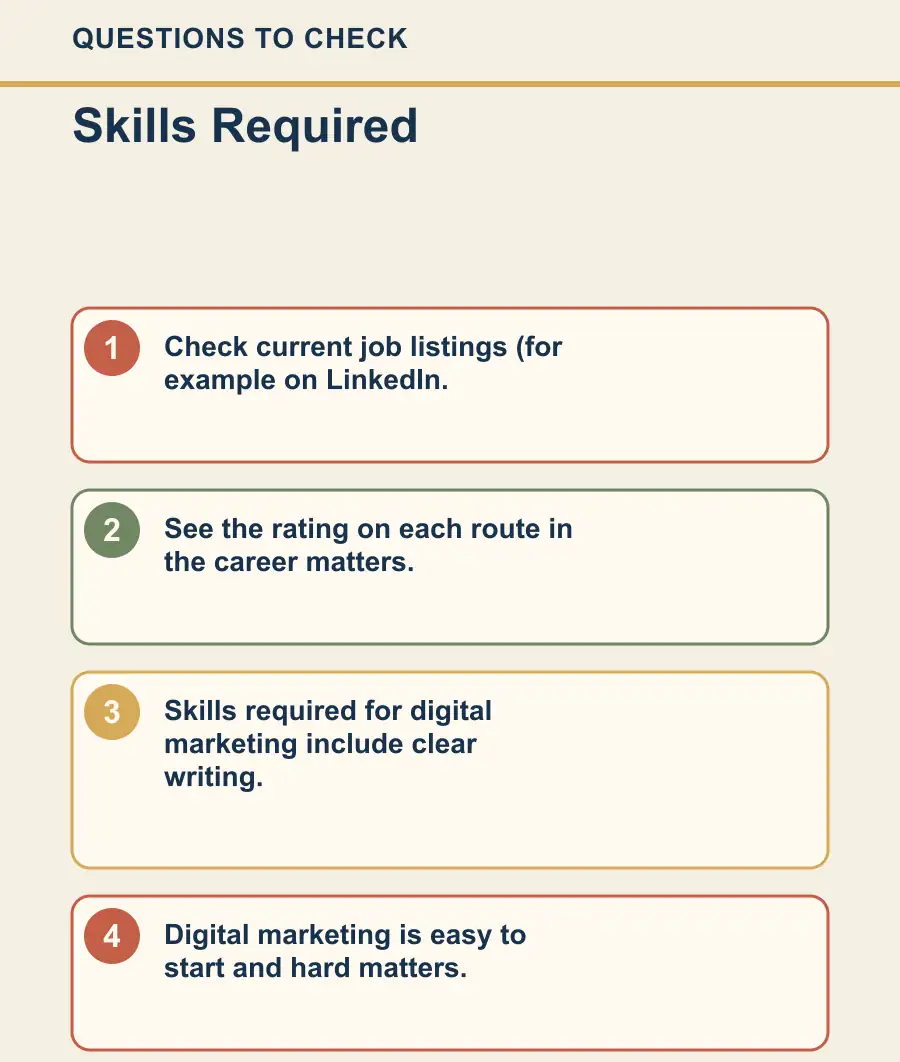 QUESTIONS TO CHECK
Skills Required
1
Check current job listings (for
example on LinkedIn.
2
See the rating on each route in
the career matters.
3
Skills required for digital
marketing include clear
writing.
4
Digital marketing is easy to
start and hard matters.